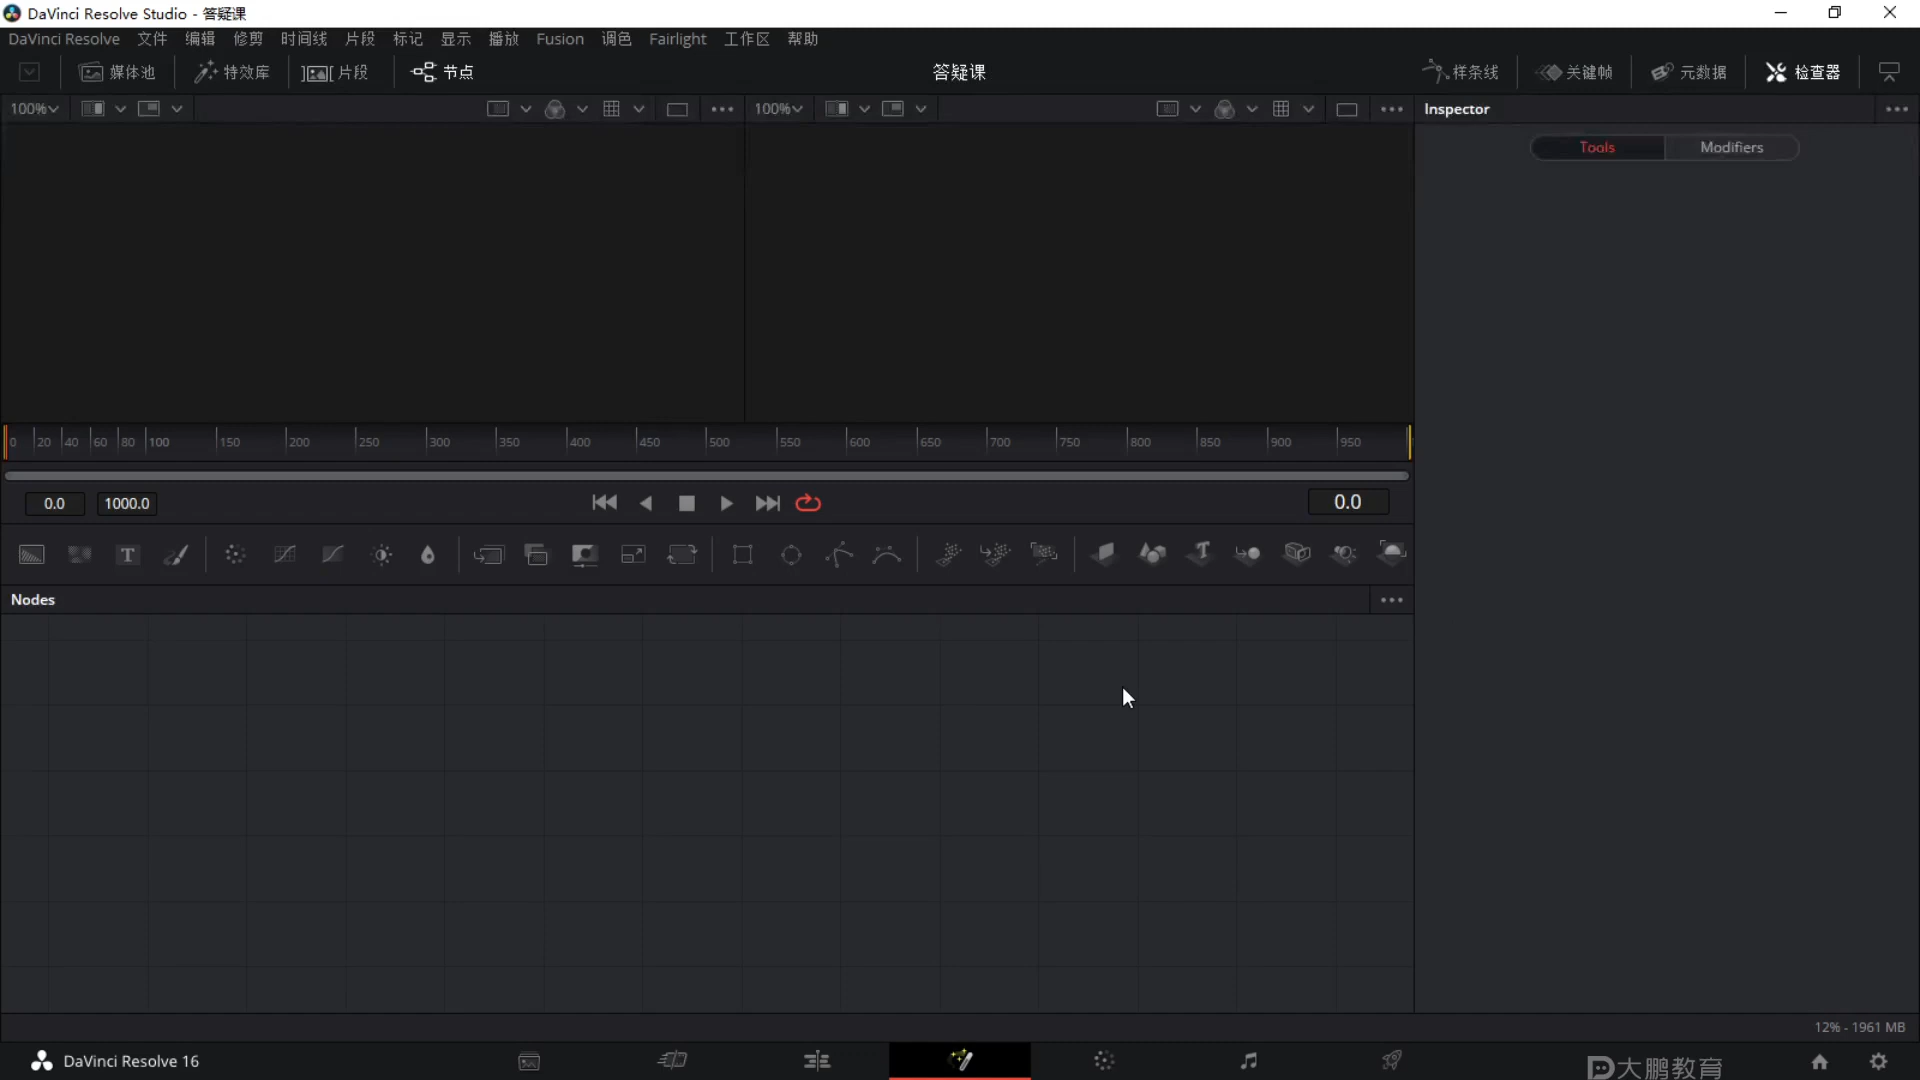 DaVinci Resolve Studio - 答疑课
DaVinci Resolve 文件 编辑 修剪 时间线 片段 标记 显示 播放 Fusion 调色 Fairlight 工作区 帮助
媒体池 特效库 片段 节点 答疑课 样条线 关键帧 元数据 检查器
100% 100% Inspector
Tools Modifiers
0 20 40 60 80 100 150 200 250 300 350 400 450 500 550 600 650 700 750 800 850 900 950
0.0 1000.0 0.0
Nodes
12% - 1961 MB
DaVinci Resolve 16 大鹏教育